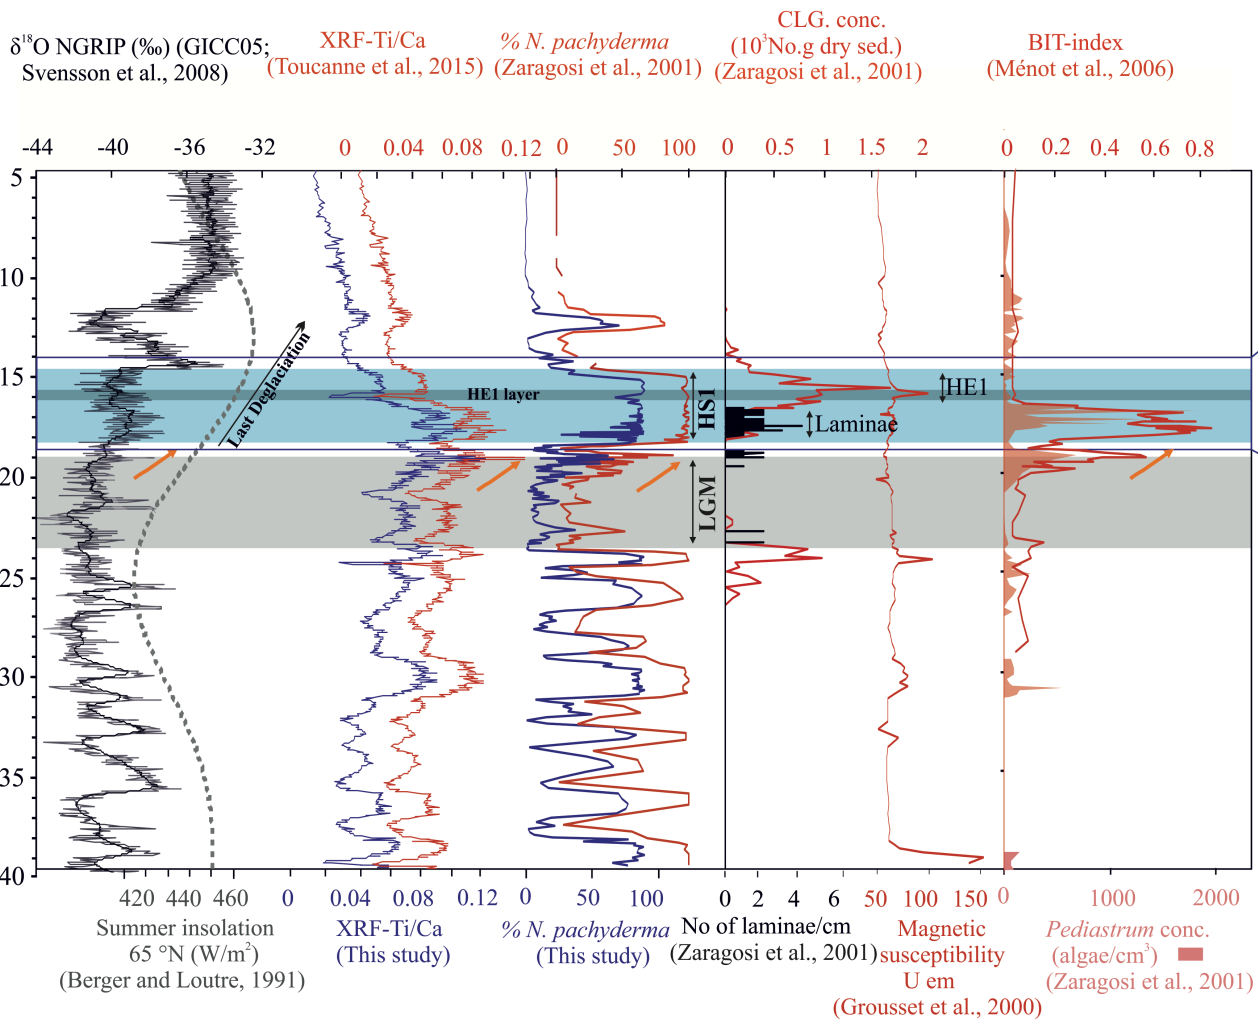 δ18O NGRIP (‰) (GICC05;
Svensson et al., 2008)
XRF-Ti/Ca
(Toucanne et al., 2015)
% N. pachyderma
(Zaragosi et al., 2001)
CLG. conc.
(10³No.g dry sed.)
(Zaragosi et al., 2001)
BIT-index
(Ménot et al., 2006)
-44 -40 -36 -32
0 0.04 0.08 0.12
0 50 100
0 0.5 1 1.5 2
0 0.2 0.4 0.6 0.8
5
10
15
20
25
30
35
40
Last Deglaciation
HE1 layer
HS1
LGM
HE1
Laminae
420 440 460
0 0.04 0.08 0.12
0 50 100
0 2 4 6
50 100 150
0 1000 2000
Summer insolation
65 °N (W/m²)
(Berger and Loutre, 1991)
XRF-Ti/Ca
(This study)
% N. pachyderma
(This study)
No of laminae/cm
(Zaragosi et al., 2001)
Magnetic
susceptibility
U em
(Grousset et al., 2000)
Pediastrum conc.
(algae/cm³)
(Zaragosi et al., 2001)